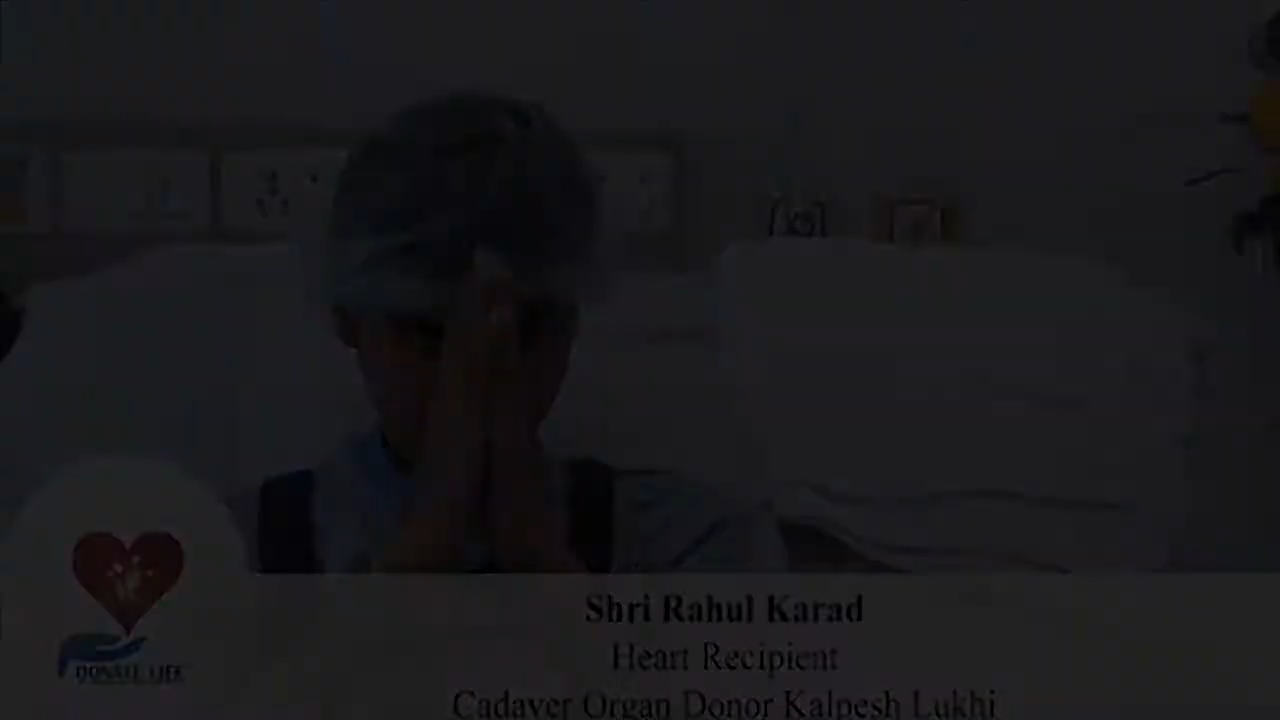 Shri Rahul Karad
Heart Recipient
Cadaver Organ Donor Kalpesh Lukhi
DONATE LIFE